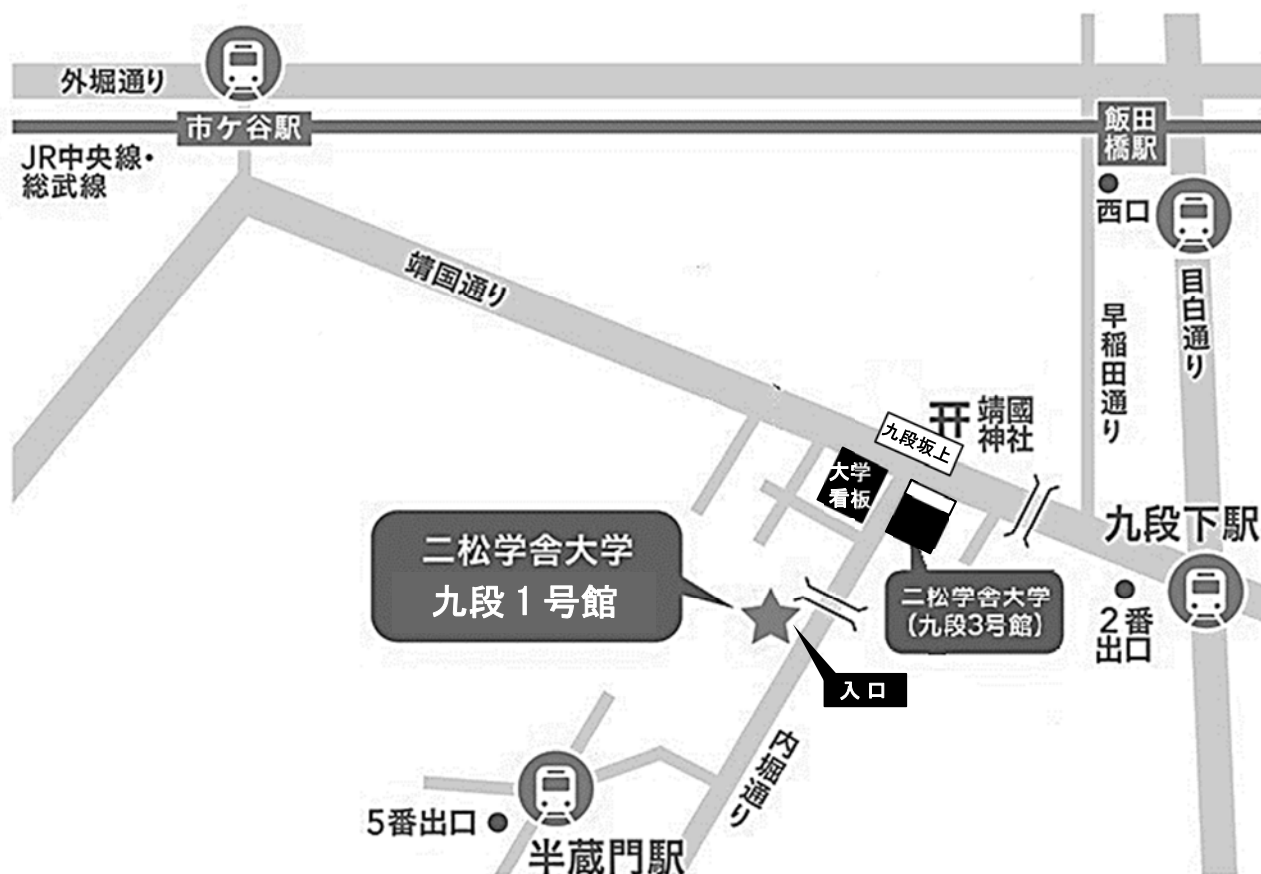 外堀通り
市ケ谷駅
JR中央線・
総武線
飯田
橋駅
西口
靖国通り
目白通り
早稲田通り
靖國
神社
九段坂上
大学
看板
九段下駅
二松学舎大学
九段1号館
二松学舎大学
(九段3号館)
2番
出口
入口
内堀通り
5番出口
半蔵門駅